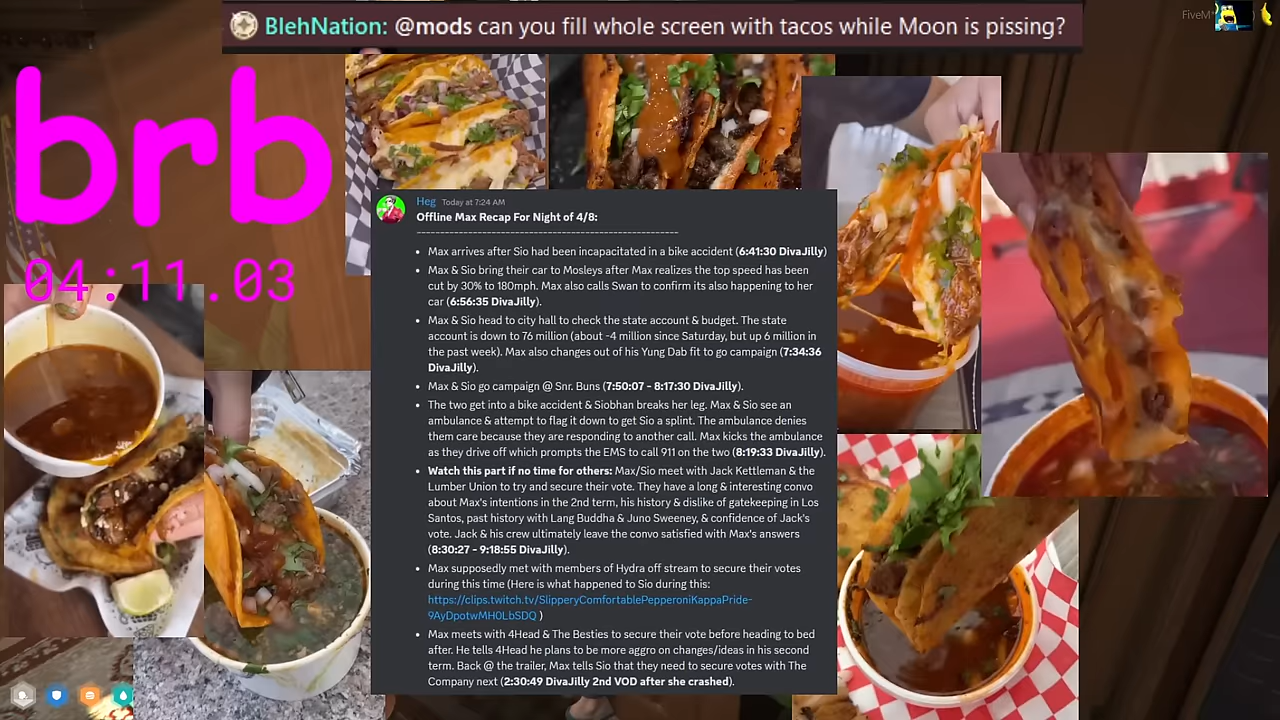 BlehNation: @mods can you fill whole screen with tacos while Moon is pissing?
FiveM
brb
04:11.03
Heg Today at 7:24 AM
Offline Max Recap For Night of 4/8:
--------------------------------------------------------
• Max arrives after Sio had been incapacitated in a bike accident (6:41:30 DivaJilly)
• Max & Sio bring their car to Mosleys after Max realizes the top speed has been
cut by 30% to 180mph. Max also calls Swan to confirm its also happening to her
car (6:56:35 DivaJilly).
• Max & Sio head to city hall to check the state account & budget. The state
account is down to 76 million (about -4 million since Saturday, but up 6 million in
the past week). Max also changes out of his Yung Dab fit to go campaign (7:34:36
DivaJilly).
• Max & Sio go campaign @ Snr. Buns (7:50:07 - 8:17:30 DivaJilly).
• The two get into a bike accident & Siobhan breaks her leg. Max & Sio see an
ambulance & attempt to flag it down to get Sio a splint. The ambulance denies
them care because they are responding to another call. Max kicks the ambulance
as they drive off which prompts the EMS to call 911 on the two (8:19:33 DivaJilly).
• Watch this part if no time for others: Max/Sio meet with Jack Kettleman & the
Lumber Union to try and secure their vote. They have a long & interesting convo
about Max's intentions in the 2nd term, his history & dislike of gatekeeping in Los
Santos, past history with Lang Buddha & Juno Sweeney, & confidence of Jack's
vote. Jack & his crew ultimately leave the convo satisfied with Max's answers
(8:30:27 - 9:18:55 DivaJilly).
• Max supposedly met with members of Hydra off stream to secure their votes
during this time (Here is what happened to Sio during this:
https://clips.twitch.tv/SlipperyComfortablePepperoniKappaPride-
9AyDpotwMH0LbSDQ )
• Max meets with 4Head & The Besties to secure their vote before heading to bed
after. He tells 4Head he plans to be more aggro on changes/ideas in his second
term. Back @ the trailer, Max tells Sio that they need to secure votes with The
Company next (2:30:49 DivaJilly 2nd VOD after she crashed).